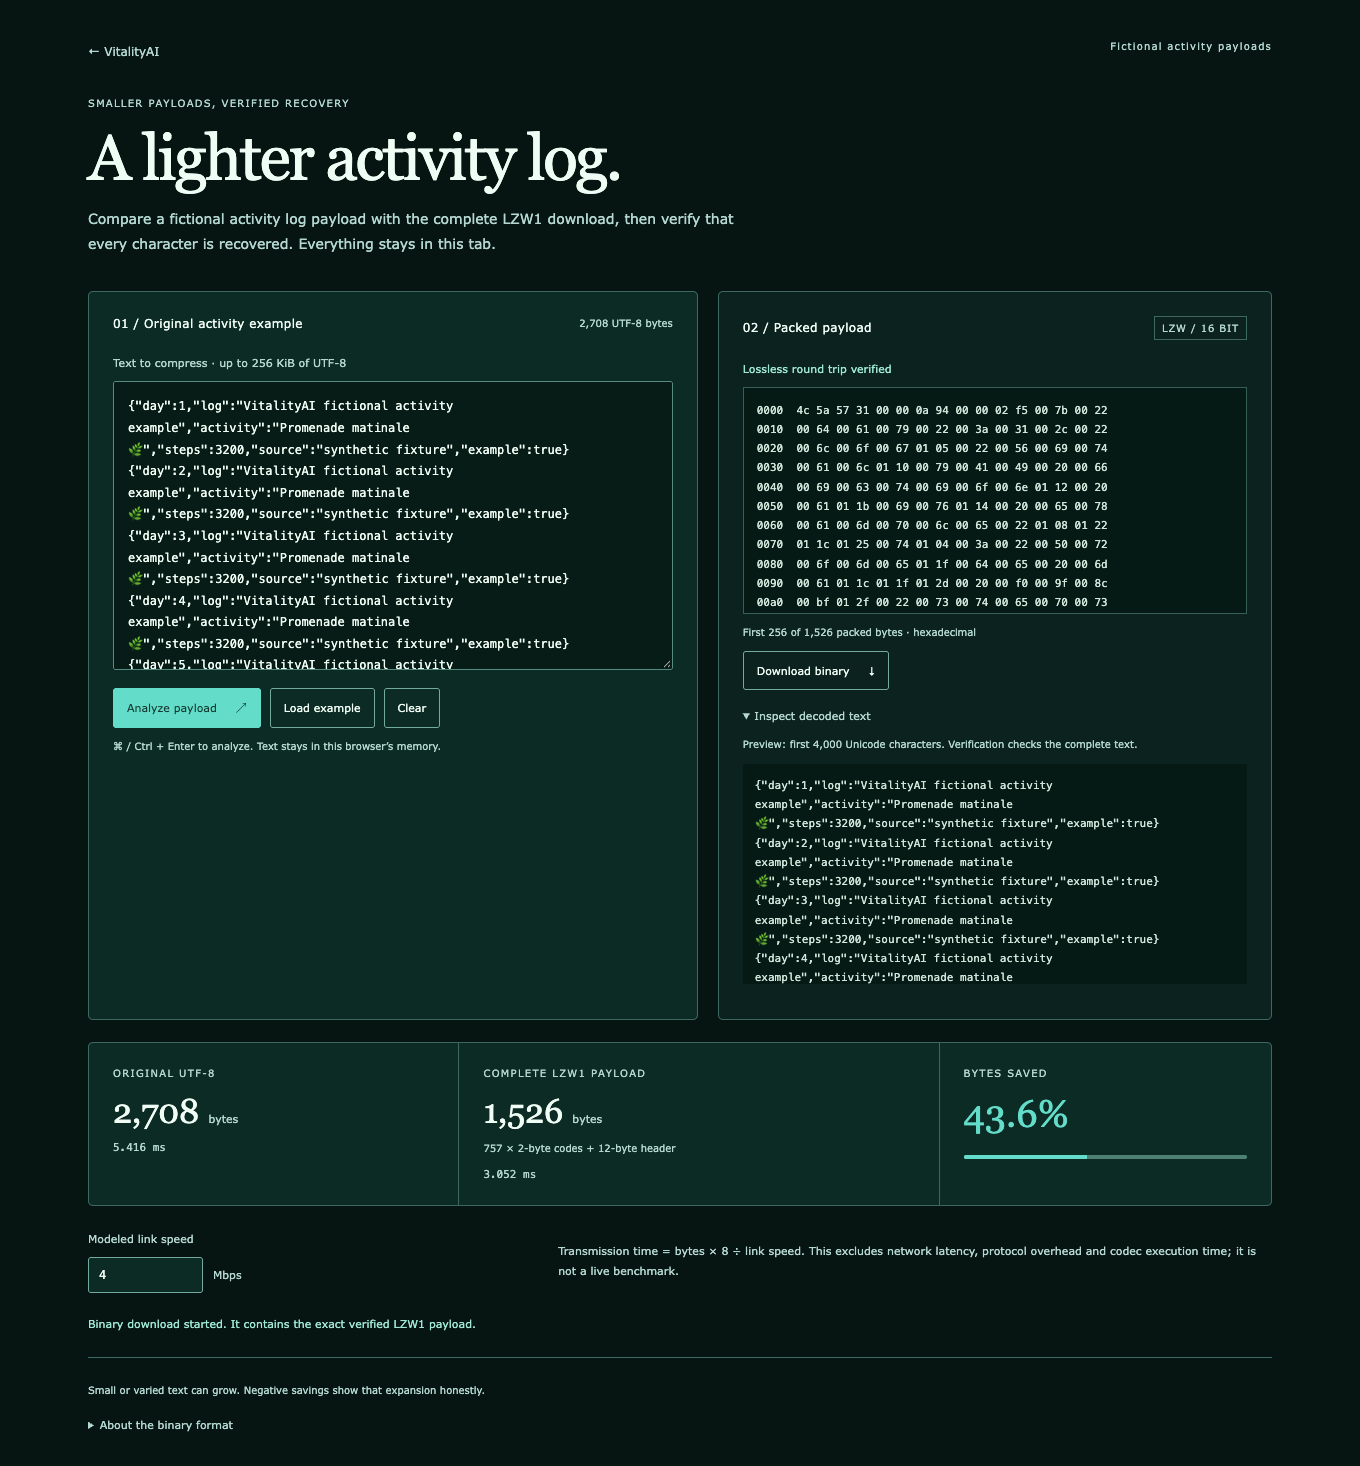 ← VitalityAI
Fictional activity payloads
SMALLER PAYLOADS, VERIFIED RECOVERY
A lighter activity log.
Compare a fictional activity log payload with the complete LZW1 download, then verify that
every character is recovered. Everything stays in this tab.
01 / Original activity example
2,708 UTF-8 bytes
Text to compress · up to 256 KiB of UTF-8
{"day":1,"log":"VitalityAI fictional activity
example","activity":"Promenade matinale
🌿","steps":3200,"source":"synthetic fixture","example":true}
{"day":2,"log":"VitalityAI fictional activity
example","activity":"Promenade matinale
🌿","steps":3200,"source":"synthetic fixture","example":true}
{"day":3,"log":"VitalityAI fictional activity
example","activity":"Promenade matinale
🌿","steps":3200,"source":"synthetic fixture","example":true}
{"day":4,"log":"VitalityAI fictional activity
example","activity":"Promenade matinale
🌿","steps":3200,"source":"synthetic fixture","example":true}
{"day":5,"log":"VitalityAI fictional activity
Analyze payload ↗
Load example
Clear
⌘ / Ctrl + Enter to analyze. Text stays in this browser’s memory.
02 / Packed payload
LZW / 16 BIT
Lossless round trip verified
0000 4c 5a 57 31 00 00 0a 94 00 00 02 f5 00 7b 00 22
0010 00 64 00 61 00 79 00 22 00 3a 00 31 00 2c 00 22
0020 00 6c 00 6f 00 67 01 05 00 22 00 56 00 69 00 74
0030 00 61 00 6c 01 10 00 79 00 41 00 49 00 20 00 66
0040 00 69 00 63 00 74 00 69 00 6f 00 6e 01 12 00 20
0050 00 61 01 1b 00 69 00 76 01 14 00 20 00 65 00 78
0060 00 61 00 6d 00 70 00 6c 00 65 00 22 01 08 01 22
0070 01 1c 01 25 00 74 01 04 00 3a 00 22 00 50 00 72
0080 00 6f 00 6d 00 65 01 1f 00 64 00 65 00 20 00 6d
0090 00 61 01 1c 01 1f 01 2d 00 20 00 f0 00 9f 00 8c
00a0 00 bf 01 2f 00 22 00 73 00 74 00 65 00 70 00 73
First 256 of 1,526 packed bytes · hexadecimal
Download binary ↓
▼ Inspect decoded text
Preview: first 4,000 Unicode characters. Verification checks the complete text.
{"day":1,"log":"VitalityAI fictional activity
example","activity":"Promenade matinale
🌿","steps":3200,"source":"synthetic fixture","example":true}
{"day":2,"log":"VitalityAI fictional activity
example","activity":"Promenade matinale
🌿","steps":3200,"source":"synthetic fixture","example":true}
{"day":3,"log":"VitalityAI fictional activity
example","activity":"Promenade matinale
🌿","steps":3200,"source":"synthetic fixture","example":true}
{"day":4,"log":"VitalityAI fictional activity
example","activity":"Promenade matinale
ORIGINAL UTF-8
2,708 bytes
5.416 ms
COMPLETE LZW1 PAYLOAD
1,526 bytes
757 × 2-byte codes + 12-byte header
3.052 ms
BYTES SAVED
43.6%
Modeled link speed
4 Mbps
Transmission time = bytes × 8 ÷ link speed. This excludes network latency, protocol overhead and codec execution time; it is
not a live benchmark.
Binary download started. It contains the exact verified LZW1 payload.
Small or varied text can grow. Negative savings show that expansion honestly.
▶ About the binary format